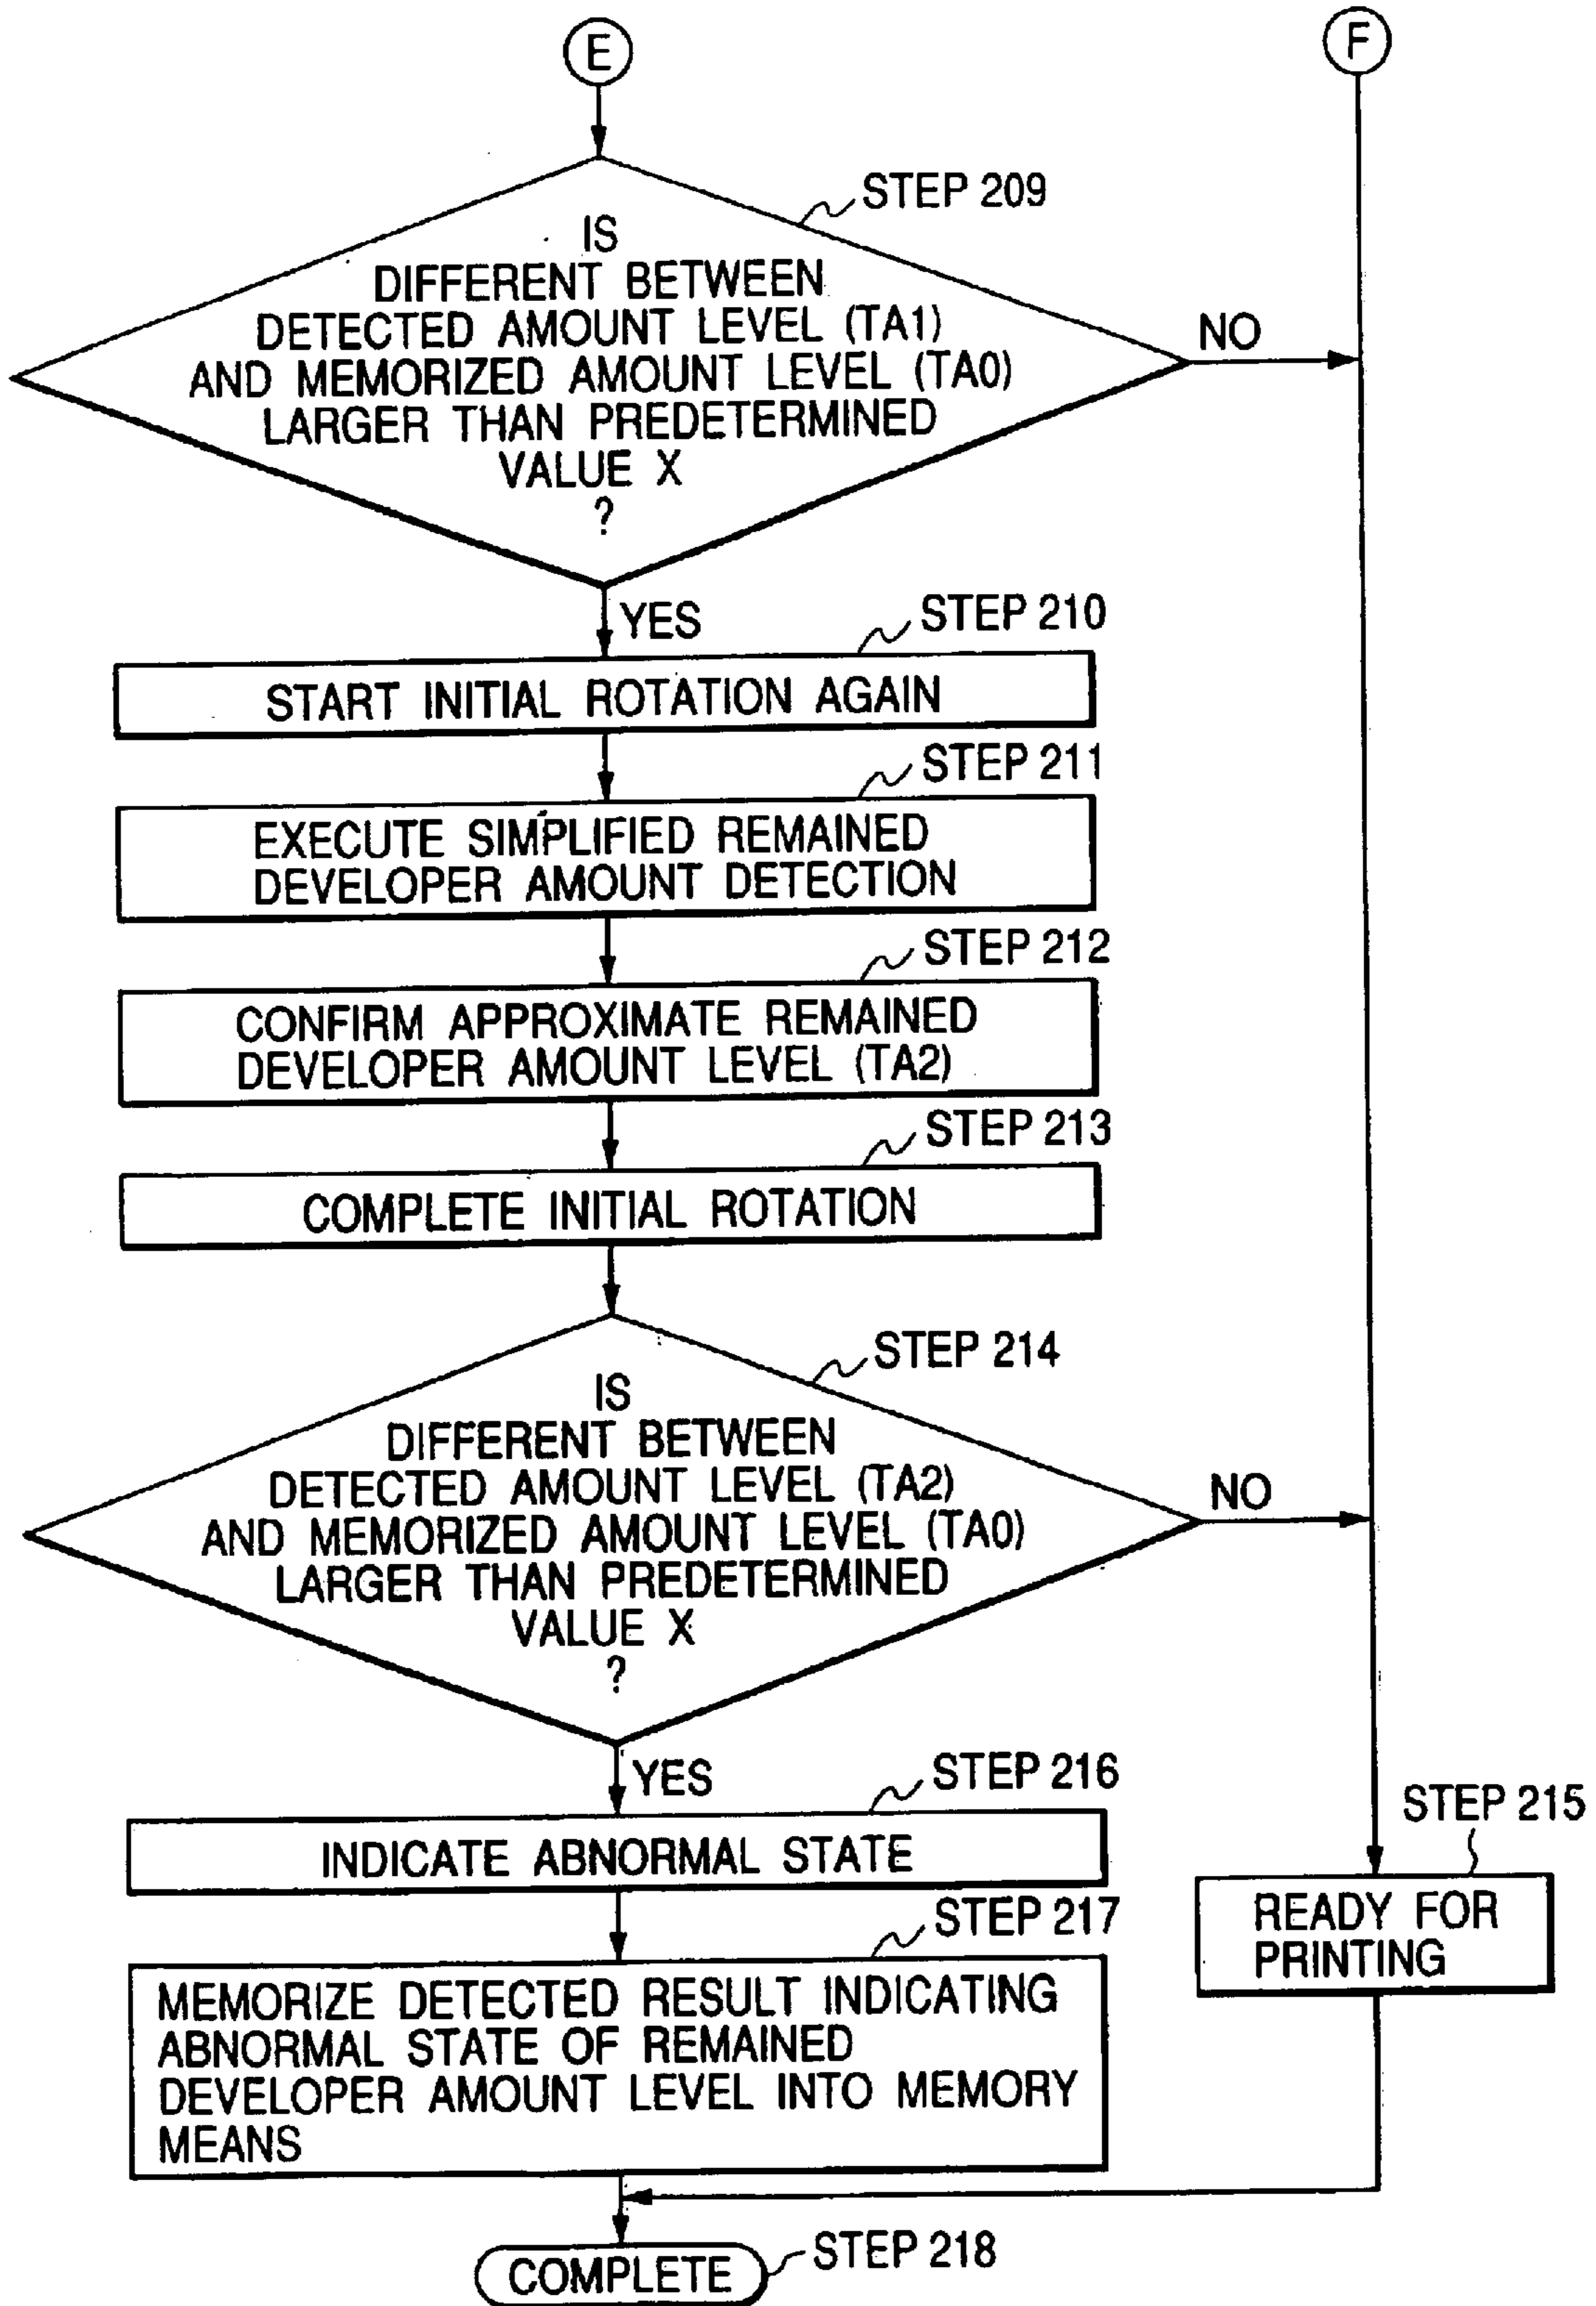 E
F
STEP 209
IS
DIFFERENT BETWEEN
DETECTED AMOUNT LEVEL (TA1)
AND MEMORIZED AMOUNT LEVEL (TA0)
LARGER THAN PREDETERMINED
VALUE X
?
NO
YES
STEP 210
START INITIAL ROTATION AGAIN
STEP 211
EXECUTE SIMPLIFIED REMAINED
DEVELOPER AMOUNT DETECTION
STEP 212
CONFIRM APPROXIMATE REMAINED
DEVELOPER AMOUNT LEVEL (TA2)
STEP 213
COMPLETE INITIAL ROTATION
STEP 214
IS
DIFFERENT BETWEEN
DETECTED AMOUNT LEVEL (TA2)
AND MEMORIZED AMOUNT LEVEL (TA0)
LARGER THAN PREDETERMINED
VALUE X
?
NO
YES
STEP 216
INDICATE ABNORMAL STATE
STEP 215
READY FOR
PRINTING
STEP 217
MEMORIZE DETECTED RESULT INDICATING
ABNORMAL STATE OF REMAINED
DEVELOPER AMOUNT LEVEL INTO MEMORY
MEANS
COMPLETE
STEP 218